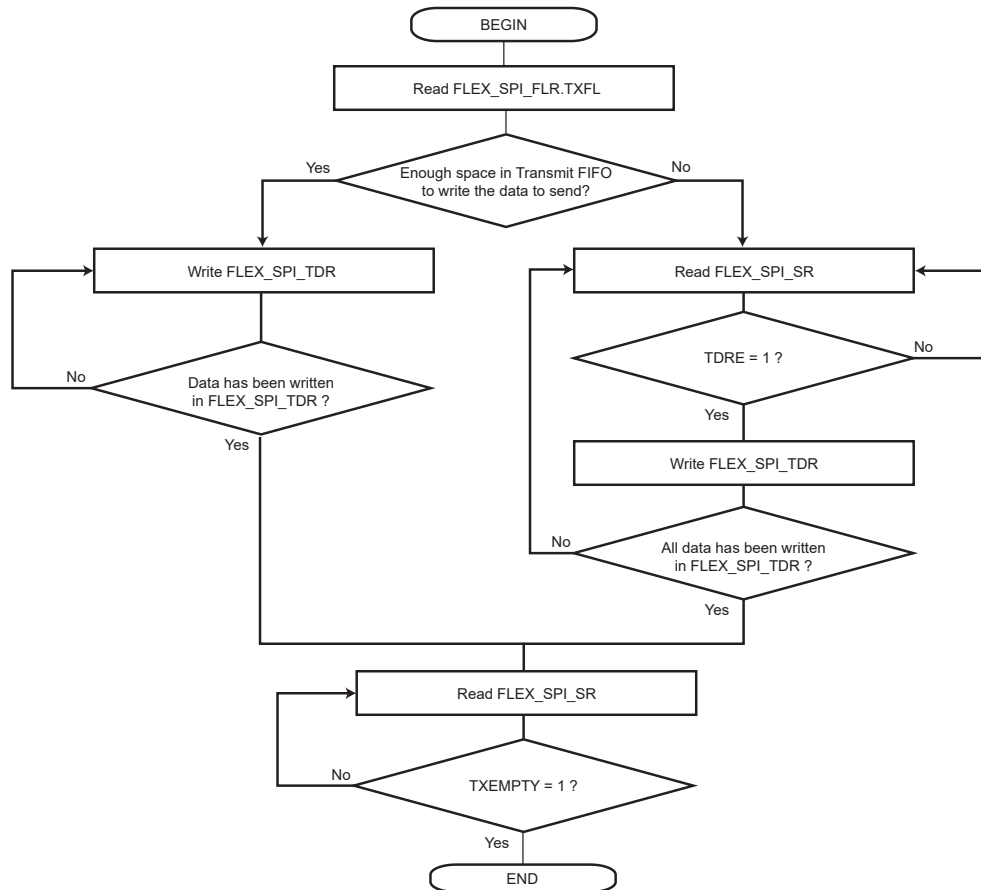 BEGIN
Read FLEX_SPI_FLR.TXFL
Yes
Enough space in Transmit FIFO
to write the data to send?
No
Write FLEX_SPI_TDR
Read FLEX_SPI_SR
No
Data has been written
in FLEX_SPI_TDR ?
Yes
TDRE = 1 ?
No
Yes
Write FLEX_SPI_TDR
No
All data has been written
in FLEX_SPI_TDR ?
Yes
Read FLEX_SPI_SR
No
TXEMPTY = 1 ?
Yes
END